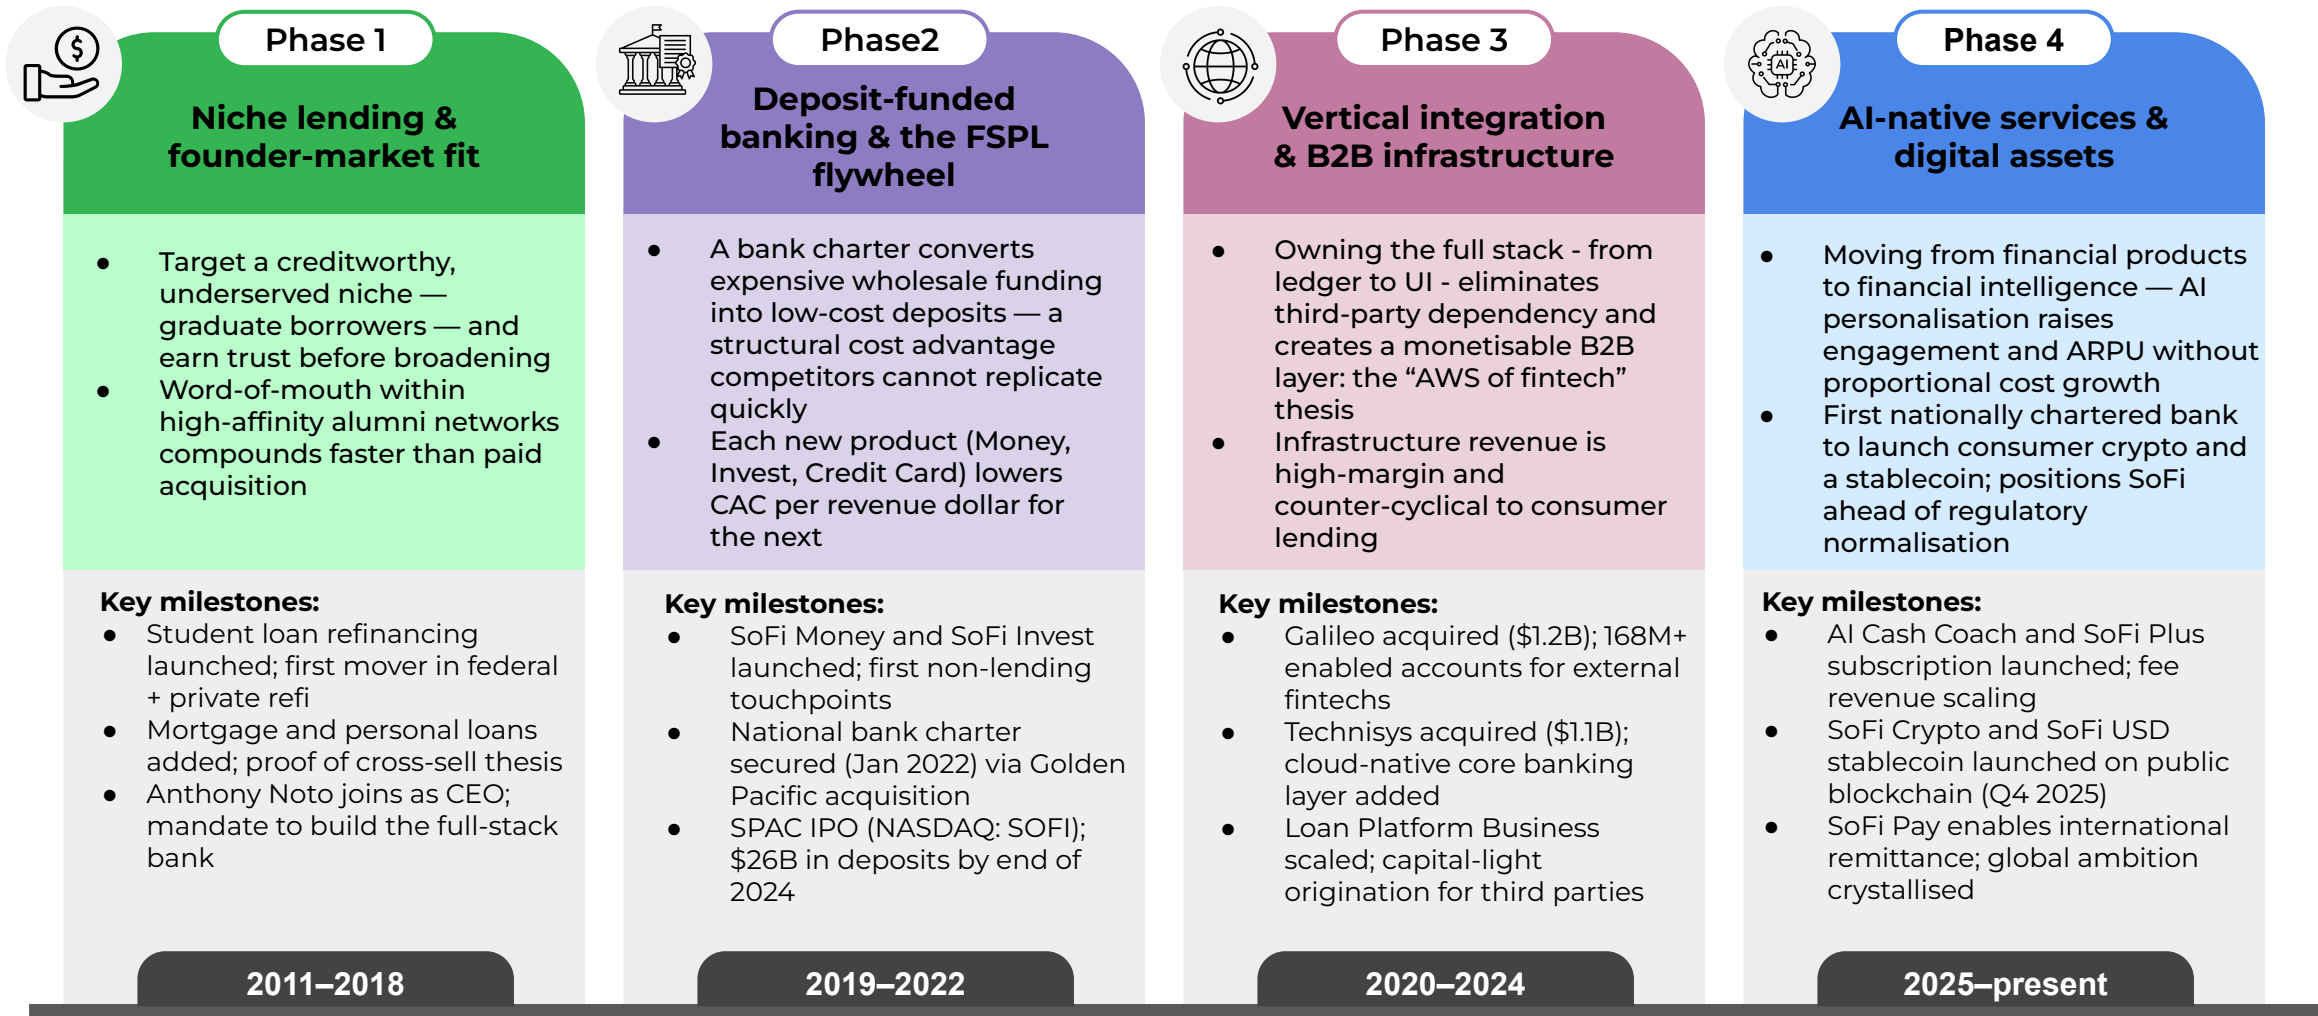 Phase 1
$
Niche lending &
founder-market fit
● Target a creditworthy,
underserved niche —
graduate borrowers — and
earn trust before broadening
● Word-of-mouth within
high-affinity alumni networks
compounds faster than paid
acquisition
Key milestones:
● Student loan refinancing
launched; first mover in federal
+ private refi
● Mortgage and personal loans
added; proof of cross-sell thesis
● Anthony Noto joins as CEO;
mandate to build the full-stack
bank
2011–2018
Phase2
Deposit-funded
banking & the FSPL
flywheel
● A bank charter converts
expensive wholesale funding
into low-cost deposits — a
structural cost advantage
competitors cannot replicate
quickly
● Each new product (Money,
Invest, Credit Card) lowers
CAC per revenue dollar for
the next
Key milestones:
● SoFi Money and SoFi Invest
launched; first non-lending
touchpoints
● National bank charter
secured (Jan 2022) via Golden
Pacific acquisition
● SPAC IPO (NASDAQ: SOFI);
$26B in deposits by end of
2024
2019–2022
Phase 3
Vertical integration
& B2B infrastructure
● Owning the full stack - from
ledger to UI - eliminates
third-party dependency and
creates a monetisable B2B
layer: the “AWS of fintech”
thesis
● Infrastructure revenue is
high-margin and
counter-cyclical to consumer
lending
Key milestones:
● Galileo acquired ($1.2B); 168M+
enabled accounts for external
fintechs
● Technisys acquired ($1.1B);
cloud-native core banking
layer added
● Loan Platform Business
scaled; capital-light
origination for third parties
2020–2024
Phase 4
AI
AI-native services &
digital assets
● Moving from financial products
to financial intelligence — AI
personalisation raises
engagement and ARPU without
proportional cost growth
● First nationally chartered bank
to launch consumer crypto and
a stablecoin; positions SoFi
ahead of regulatory
normalisation
Key milestones:
● AI Cash Coach and SoFi Plus
subscription launched; fee
revenue scaling
● SoFi Crypto and SoFi USD
stablecoin launched on public
blockchain (Q4 2025)
● SoFi Pay enables international
remittance; global ambition
crystallised
2025–present